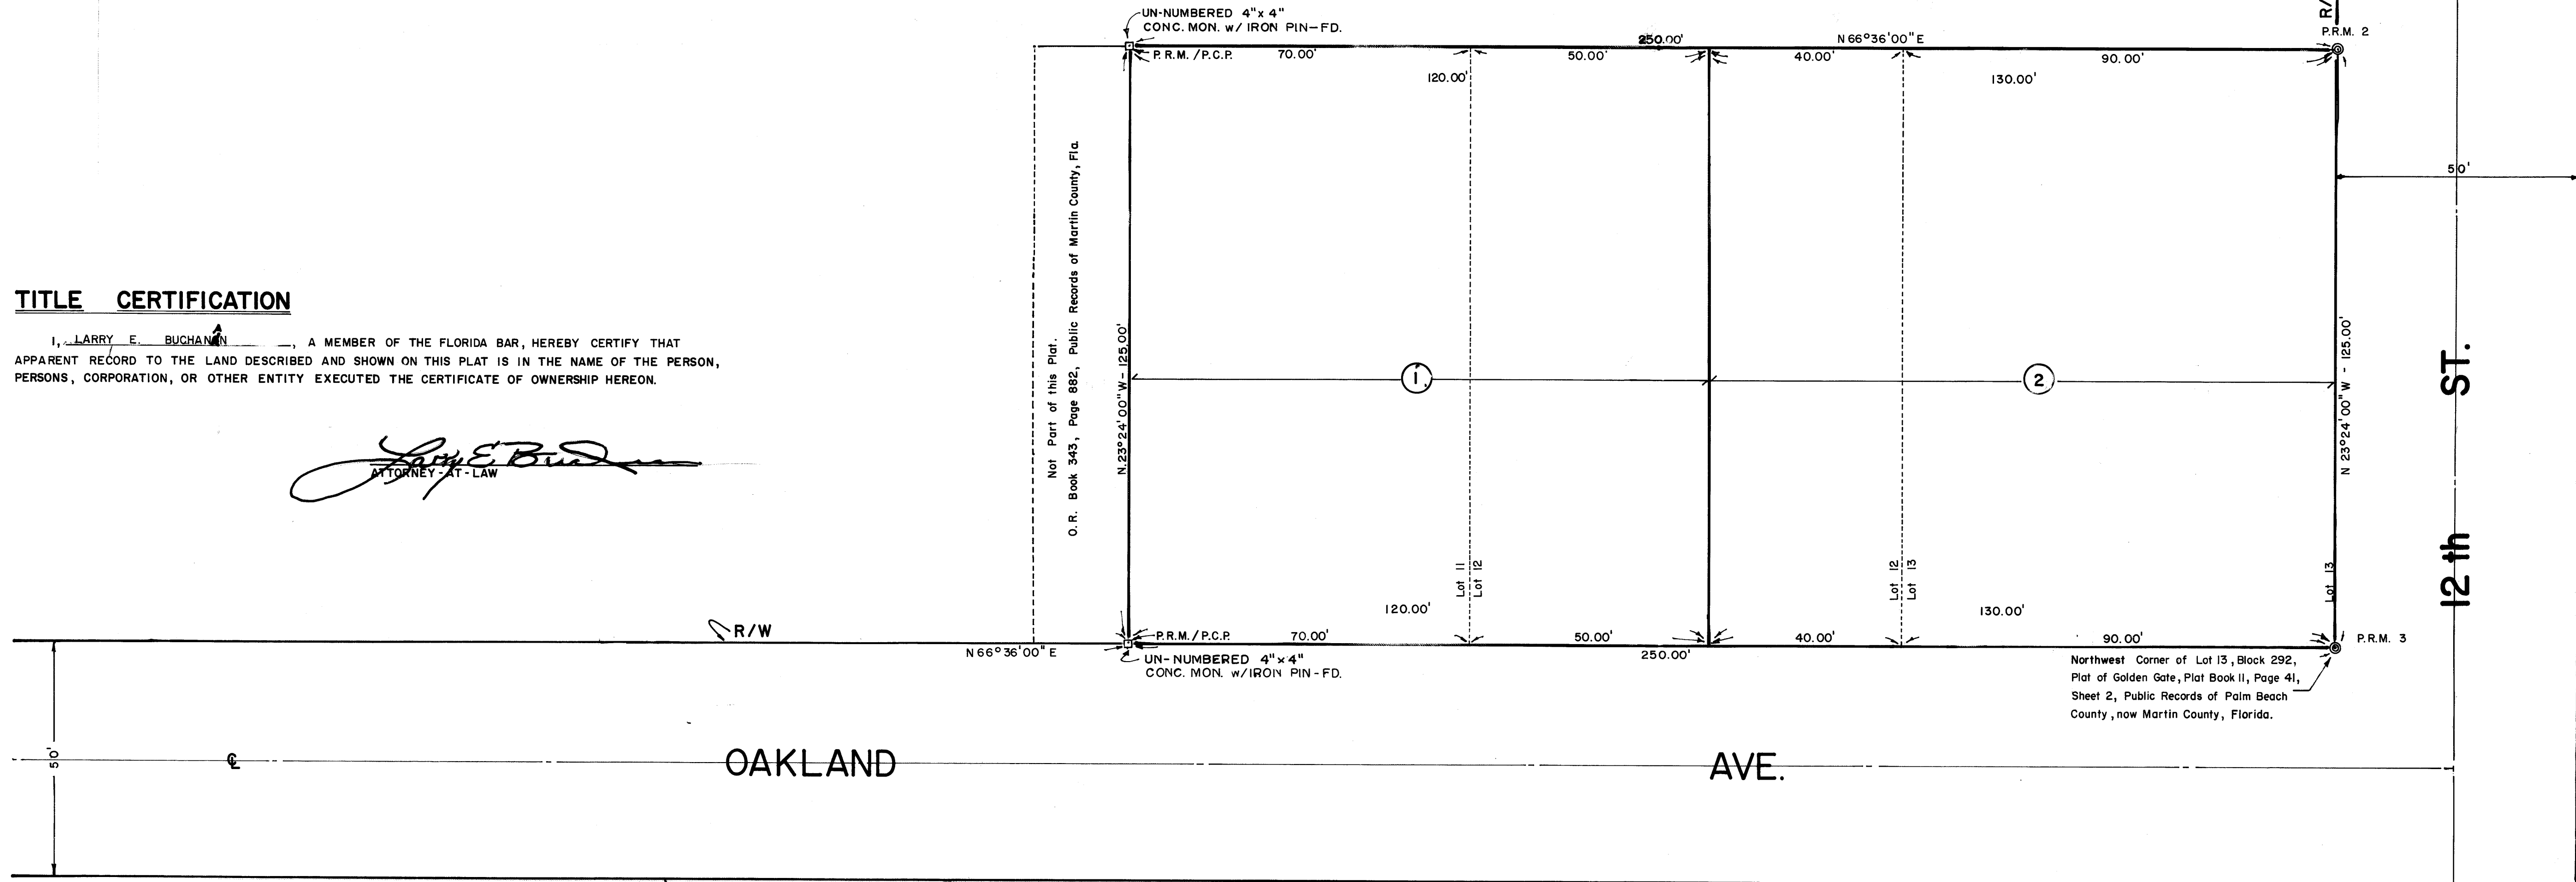 UN-NUMBERED 4"x 4"
CONC. MON. w/ IRON PIN-FD.
R/
P.R.M. 2
250.00'
N 66°36'00" E
P.R.M. /P.C.P.
70.00'
50.00'
40.00'
90.00'
120.00'
130.00'
50'
Not Part of this Plat.
O.R. Book 343, Page 882, Public Records of Martin County, Fla.
N.23°24'00"W - 125.00'
N 23°24'00"W - 125.00'
TITLE CERTIFICATION
I, LARRY E. BUCHANAN, A MEMBER OF THE FLORIDA BAR, HEREBY CERTIFY THAT
APPARENT RECORD TO THE LAND DESCRIBED AND SHOWN ON THIS PLAT IS IN THE NAME OF THE PERSON,
PERSONS, CORPORATION, OR OTHER ENTITY EXECUTED THE CERTIFICATE OF OWNERSHIP HEREON.
Larry E Buchanan
ATTORNEY-AT-LAW
1
2
12th ST.
Lot 11
Lot 12
Lot 12
Lot 13
Lot 13
120.00'
130.00'
R/W
P.R.M./P.C.P.
70.00'
50.00'
40.00'
90.00'
P.R.M. 3
N 66°36'00" E
250.00'
UN-NUMBERED 4"x4"
CONC. MON. w/IRON PIN-FD.
Northwest Corner of Lot 13, Block 292,
Plat of Golden Gate, Plat Book 11, Page 41,
Sheet 2, Public Records of Palm Beach
County, now Martin County, Florida.
50'
℄
OAKLAND AVE.